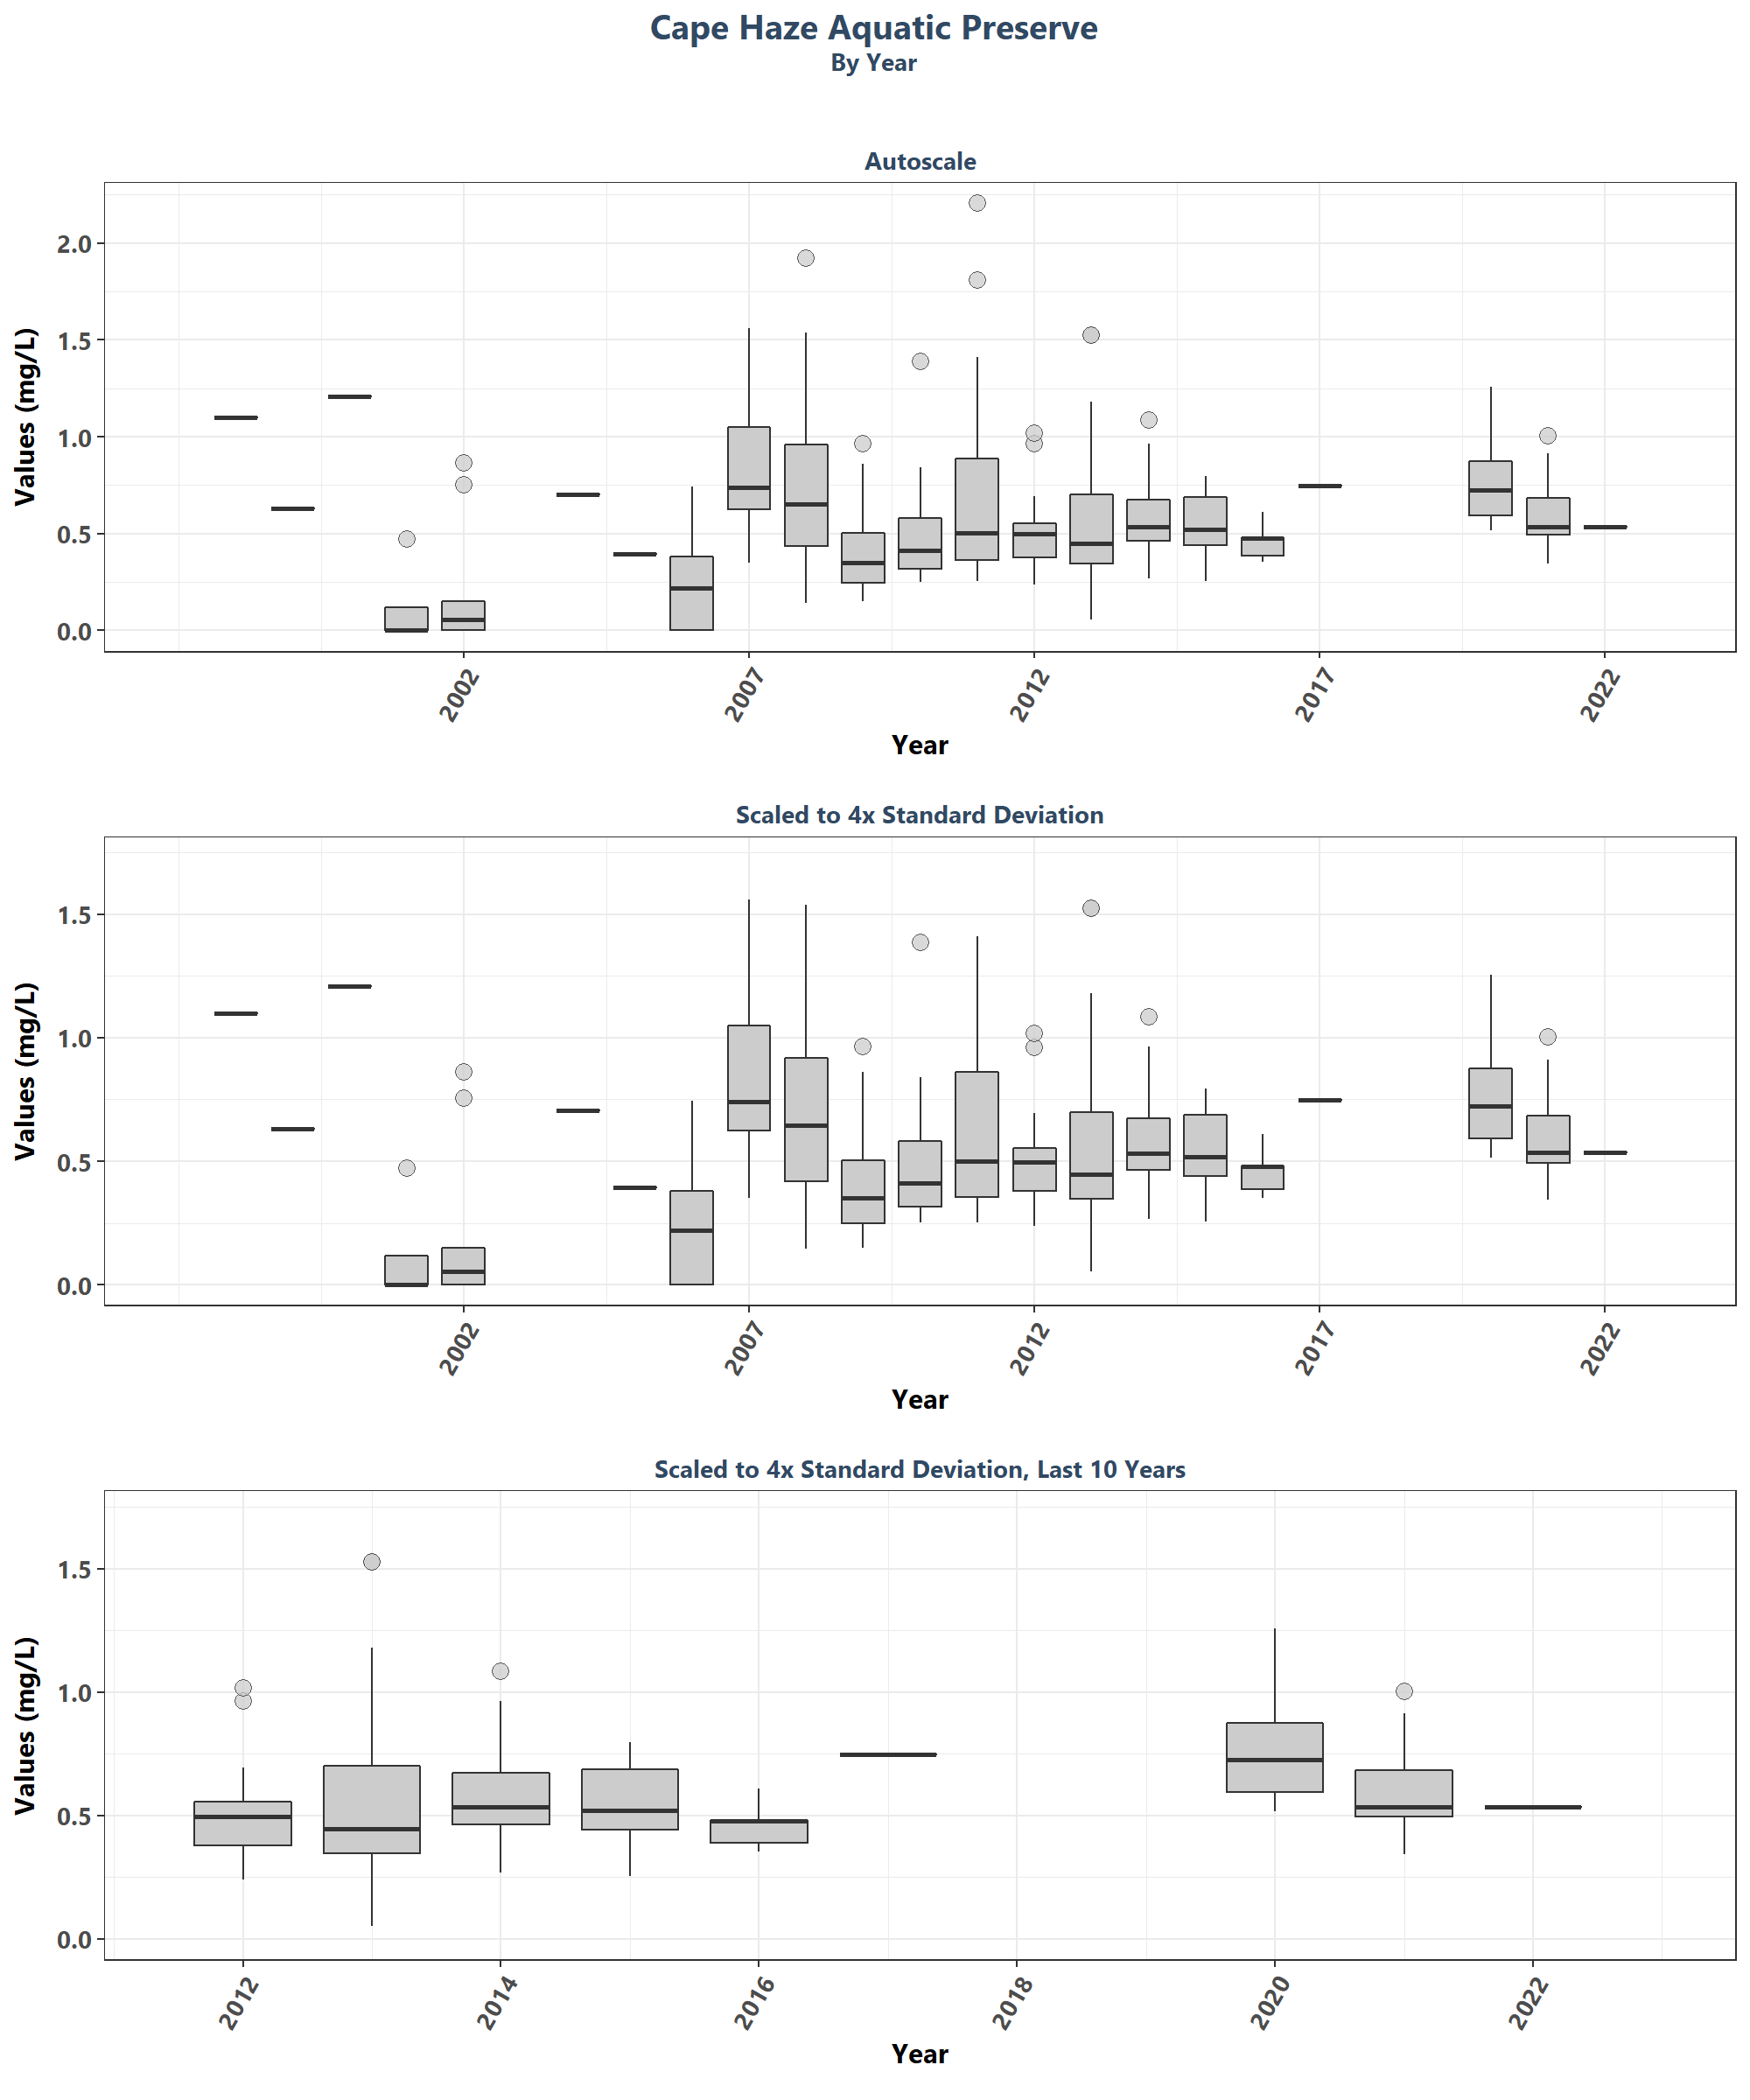 Cape Haze Aquatic Preserve
By Year
Autoscale
Values (mg/L)
2.0
1.5
1.0
0.5
0.0
2002
2007
2012
2017
2022
Year
Scaled to 4x Standard Deviation
Values (mg/L)
1.5
1.0
0.5
0.0
2002
2007
2012
2017
2022
Year
Scaled to 4x Standard Deviation, Last 10 Years
Values (mg/L)
1.5
1.0
0.5
0.0
2012
2014
2016
2018
2020
2022
Year